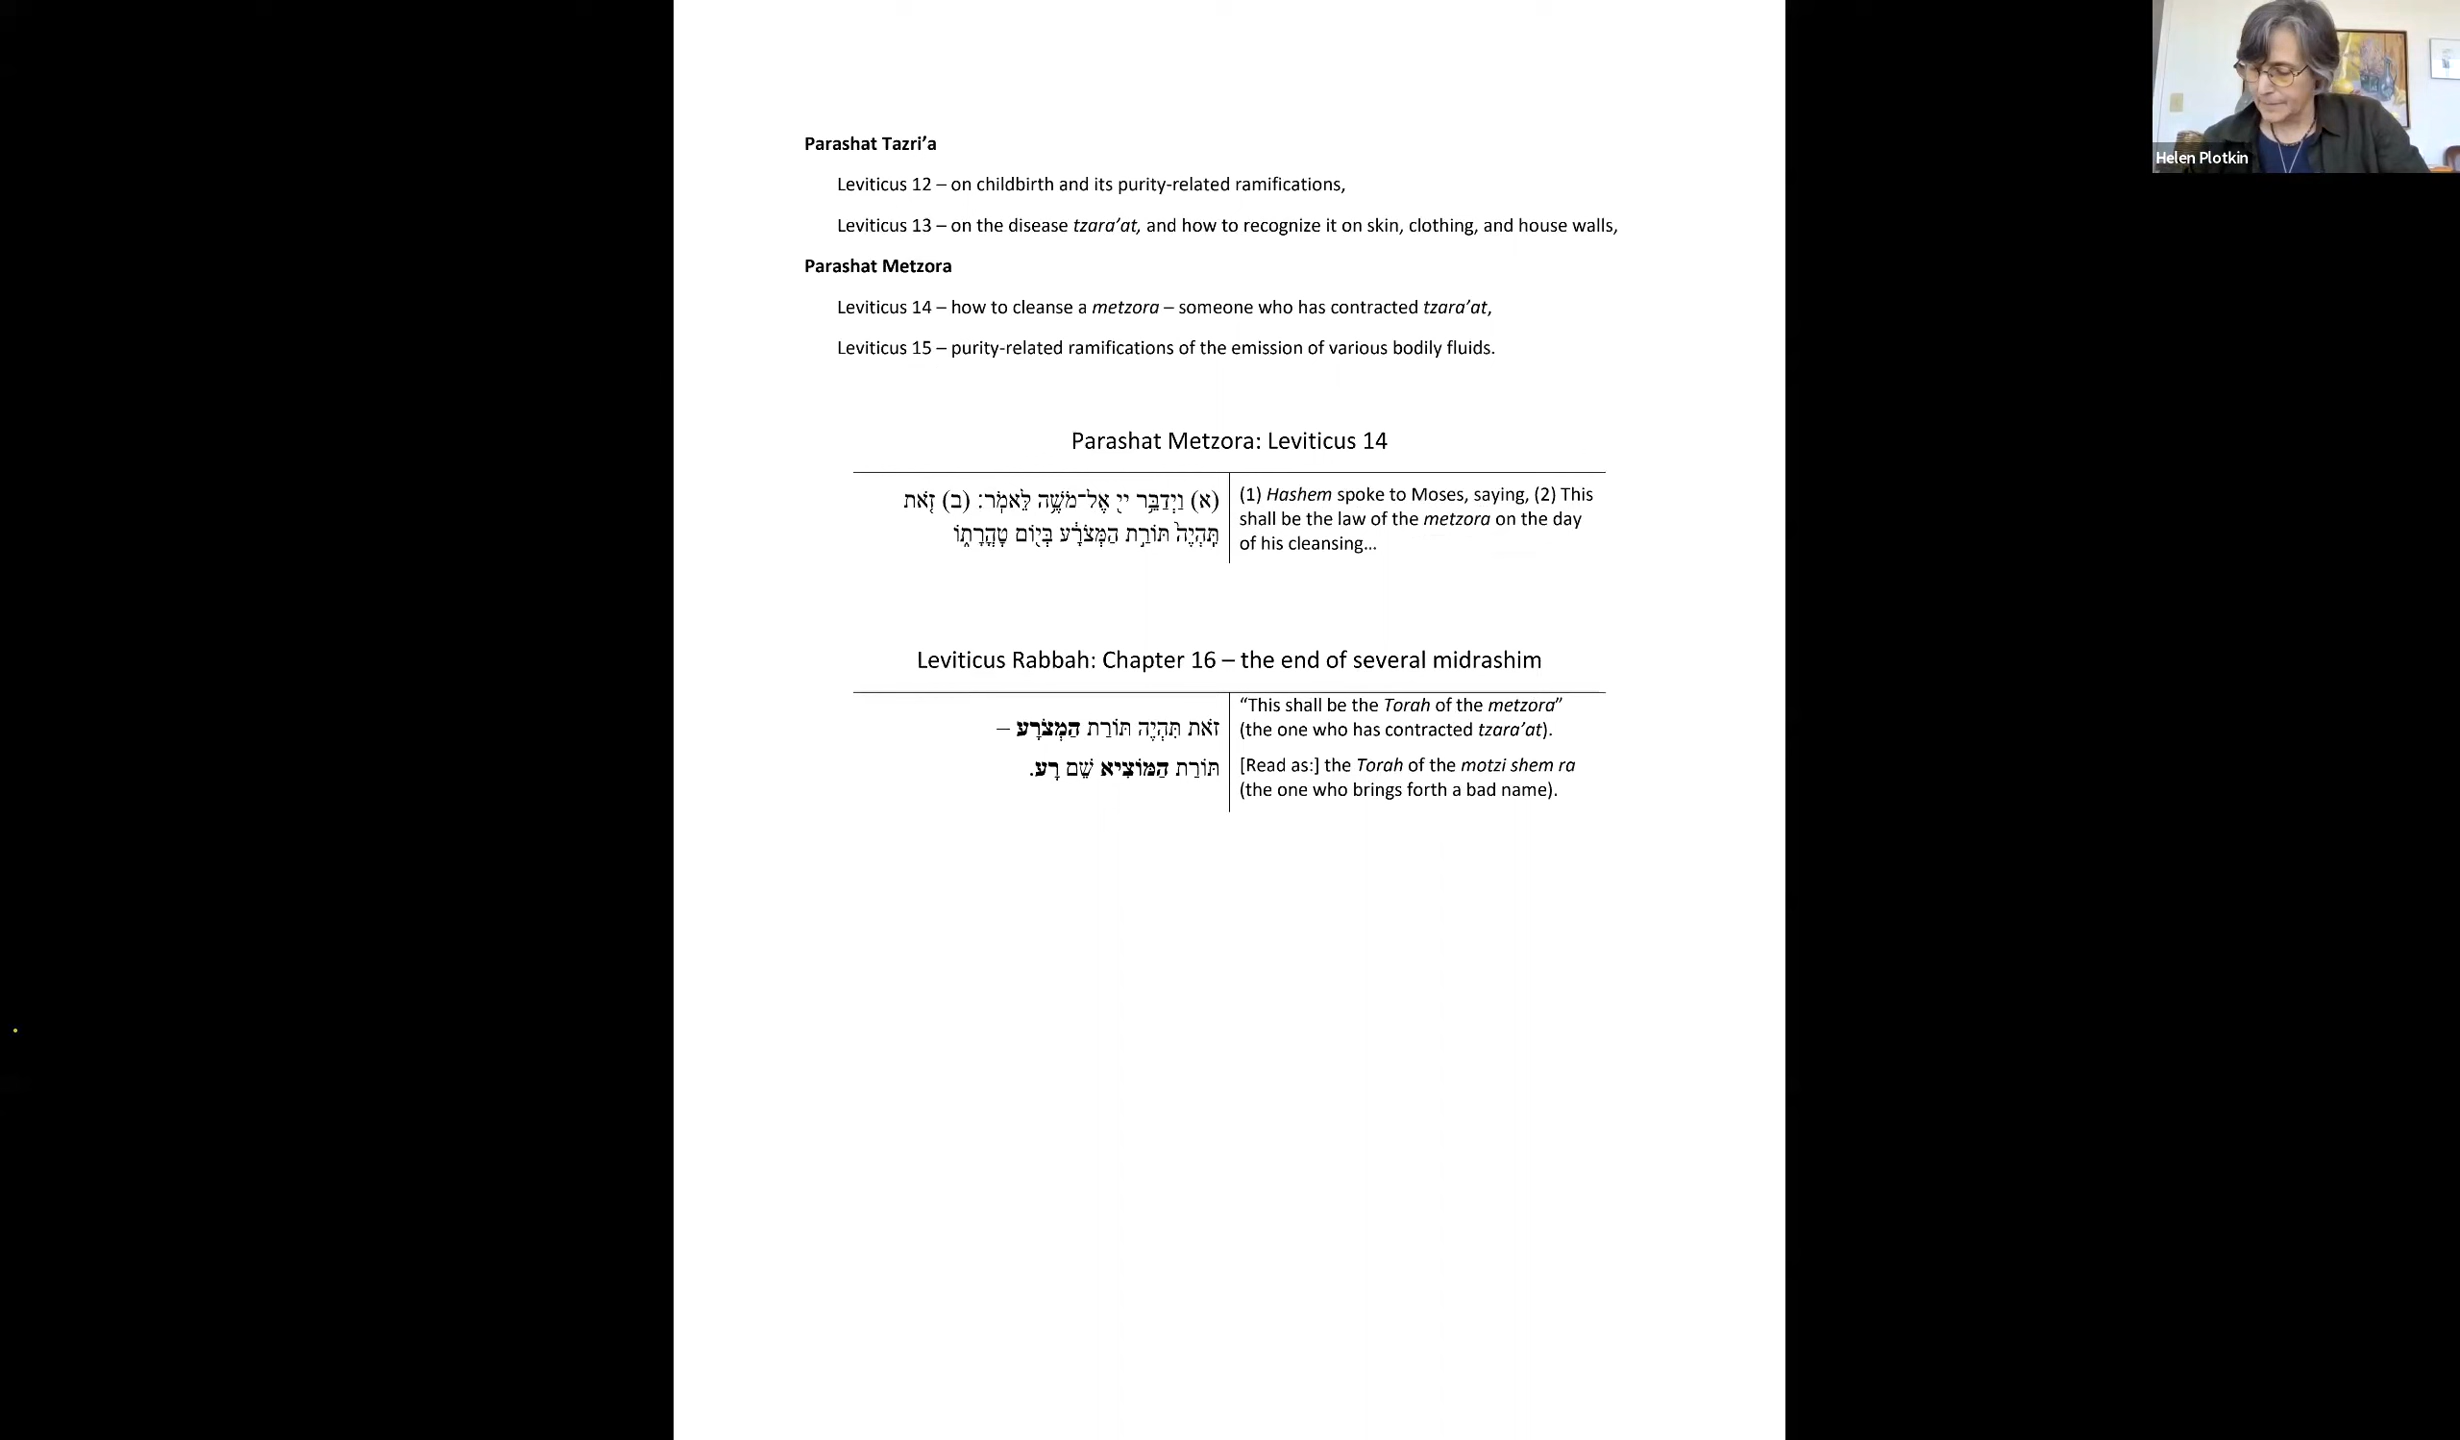 Helen Plotkin
Parashat Tazri’a
Leviticus 12 – on childbirth and its purity-related ramifications,
Leviticus 13 – on the disease tzara’at, and how to recognize it on skin, clothing, and house walls,
Parashat Metzora
Leviticus 14 – how to cleanse a metzora – someone who has contracted tzara’at,
Leviticus 15 – purity-related ramifications of the emission of various bodily fluids.
Parashat Metzora: Leviticus 14
(א) וַיְדַבֵּ֥ר יי֖ אֶל־מֹשֶׁ֥ה לֵּאמֹֽר׃ (ב) זֹ֤את
תִּֽהְיֶה֙ תּוֹרַ֣ת הַמְּצֹרָ֔ע בְּי֖וֹם טָהֳרָת֑וֹ
(1) Hashem spoke to Moses, saying, (2) This
shall be the law of the metzora on the day
of his cleansing...
Leviticus Rabbah: Chapter 16 – the end of several midrashim
זֹאת תִּהְיֶה תּוֹרַת הַמְּצֹרָע –
תּוֹרַת הַמּוֹצִיא שֵׁם רָע.
“This shall be the Torah of the metzora”
(the one who has contracted tzara’at).
[Read as:] the Torah of the motzi shem ra
(the one who brings forth a bad name).